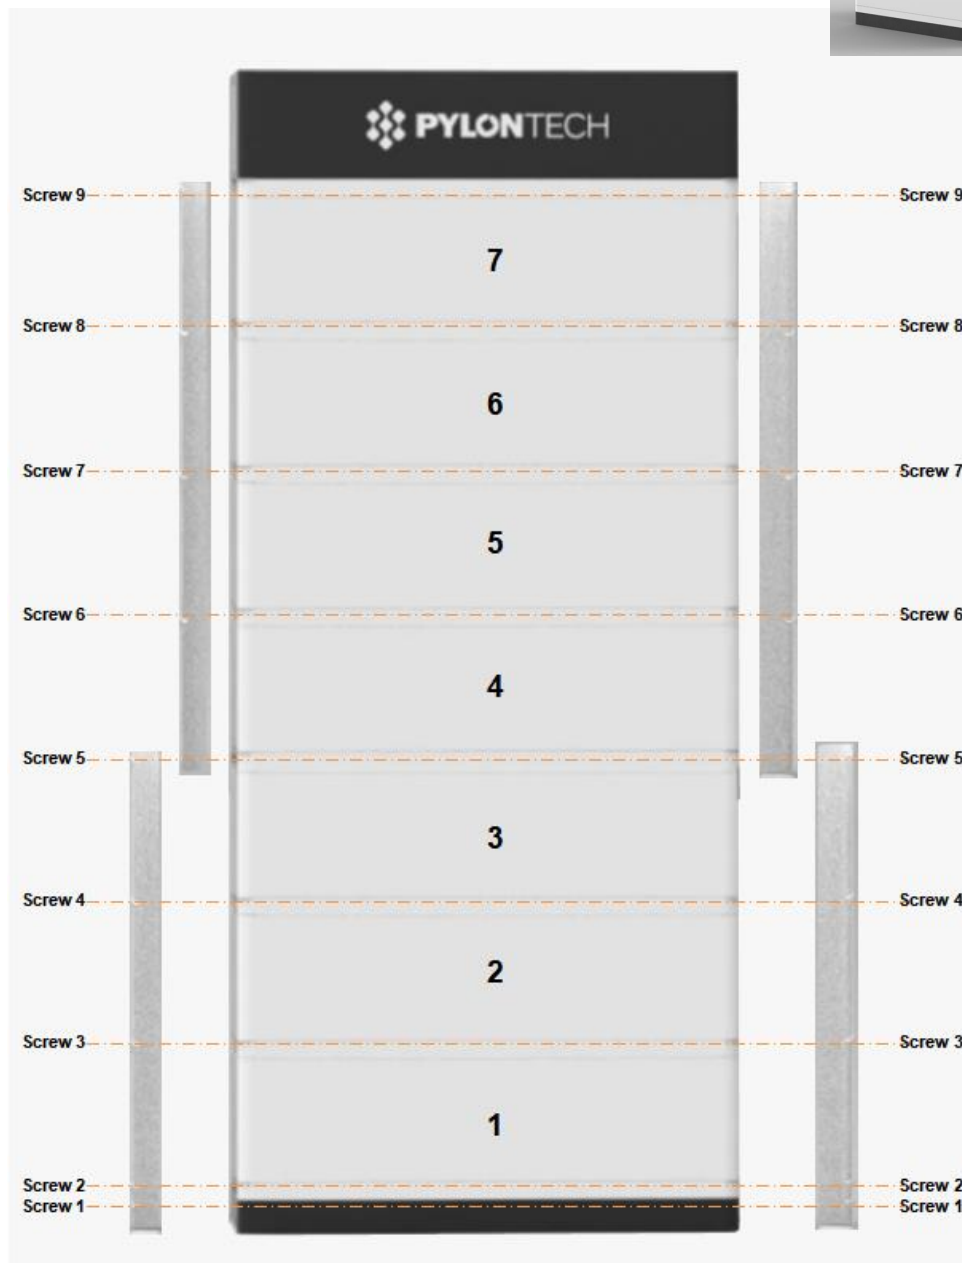 PYLONTECH
Screw 9 Screw 9
7
Screw 8 Screw 8
6
Screw 7 Screw 7
5
Screw 6 Screw 6
4
Screw 5 Screw 5
3
Screw 4 Screw 4
2
Screw 3 Screw 3
1
Screw 2 Screw 2
Screw 1 Screw 1